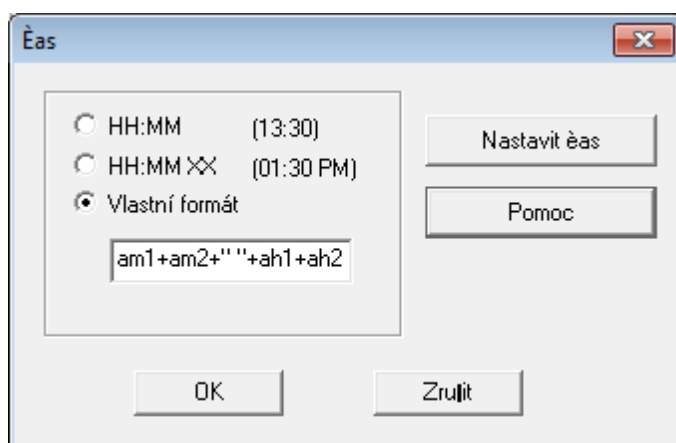 Èas
HH:MM (13:30)
HH:MM XX (01:30 PM)
Vlastní formát
am1+am2+" "+ah1+ah2
Nastavit èas
Pomoc
OK
Zruit